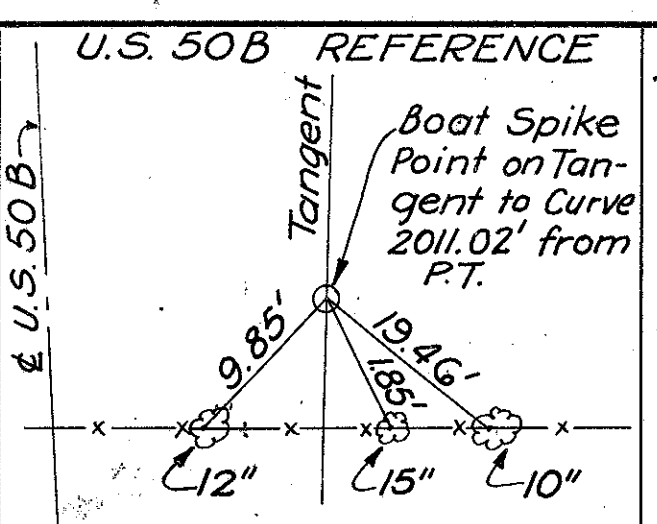 U.S. 50B REFERENCE
℄ U.S. 50B
Tangent
Boat Spike
Point on Tan-
gent to Curve
2011.02' from
P.T.
9.85'
1.85'
19.46'
x x x x x x
12"
15"
10"